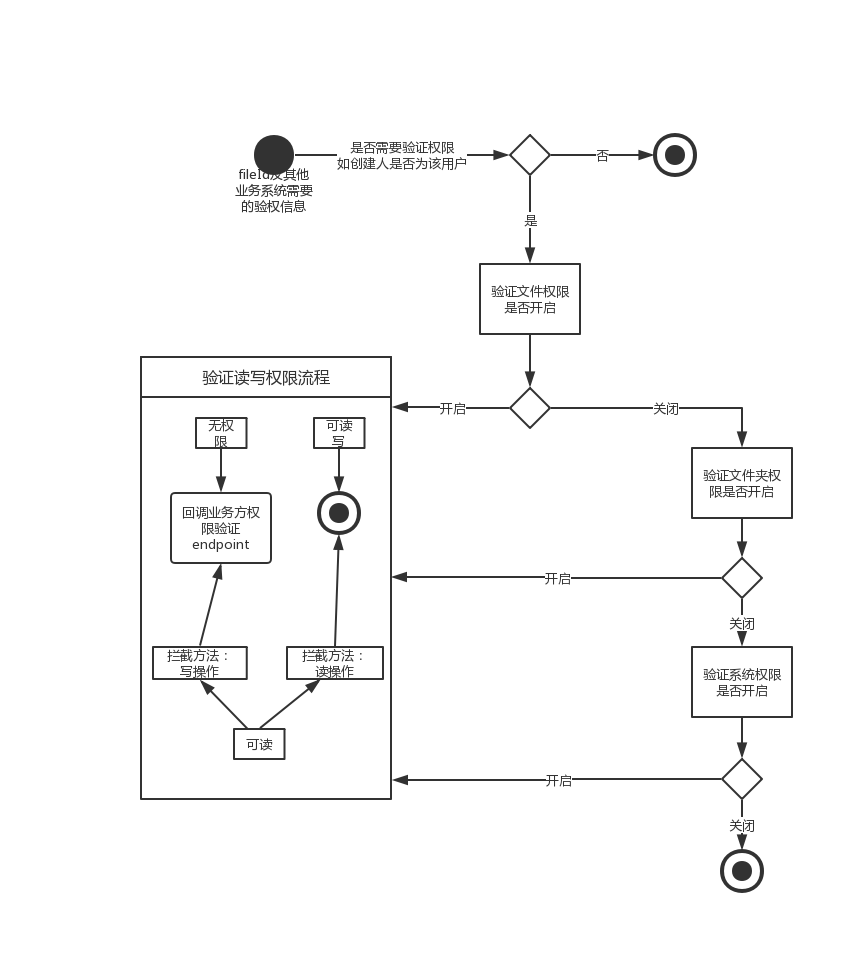 是否需要验证权限
如创建人是否为该用户
否
fileId及其他
业务系统需要
的验权信息
是
验证文件权限
是否开启
开启
关闭
验证读写权限流程
无权
限
可读
写
回调业务方权
限验证
endpoint
验证文件夹权
限是否开启
开启
关闭
拦截方法：
写操作
拦截方法：
读操作
验证系统权限
是否开启
可读
开启
关闭